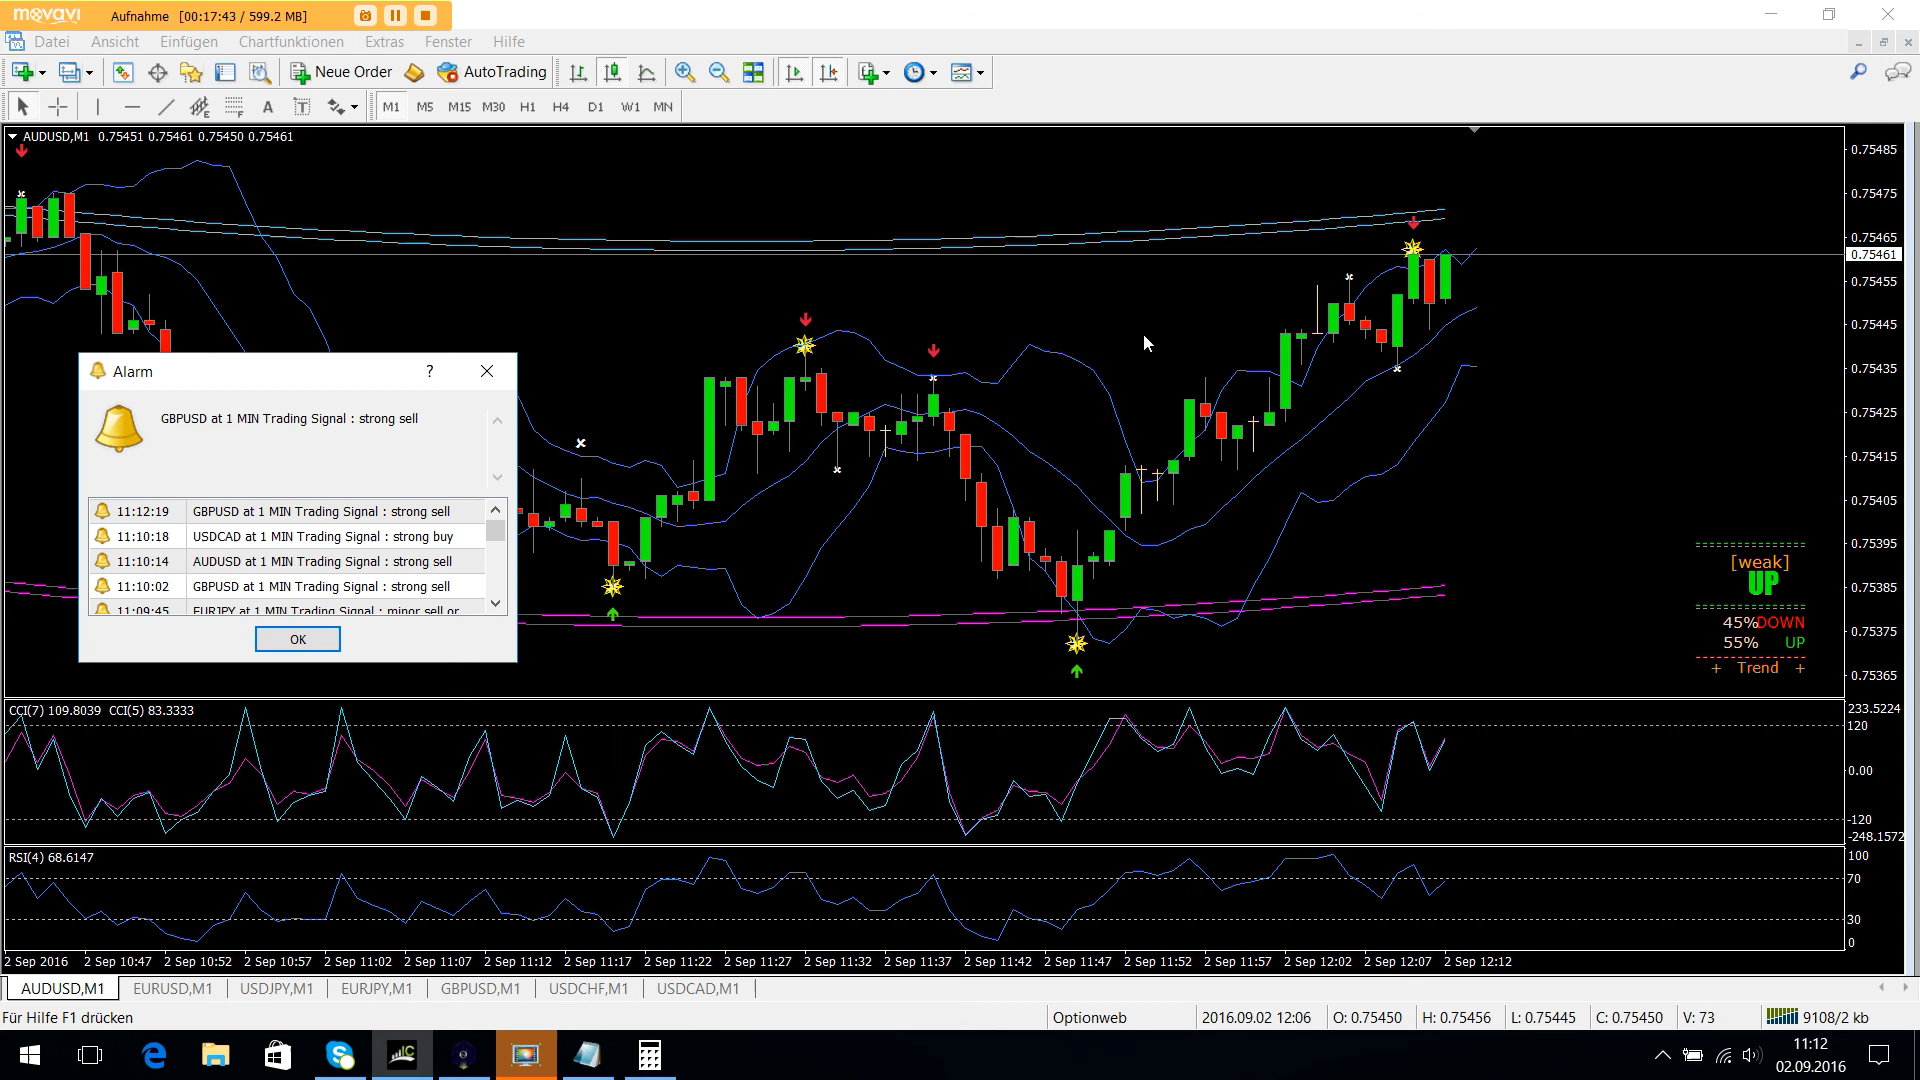 movavi Aufnahme [00:17:43 / 599.2 MB]
Datei Ansicht Einfügen Chartfunktionen Extras Fenster Hilfe
Neue Order AutoTrading
A T M1 M5 M15 M30 H1 H4 D1 W1 MN
AUDUSD,M1 0.75451 0.75461 0.75450 0.75461
0.75485
0.75475
0.75465
0.75461
0.75455
0.75445
0.75435
0.75425
0.75415
0.75405
0.75395
0.75385
0.75375
0.75365
Alarm ?
GBPUSD at 1 MIN Trading Signal : strong sell
11:12:19 GBPUSD at 1 MIN Trading Signal : strong sell
11:10:18 USDCAD at 1 MIN Trading Signal : strong buy
11:10:14 AUDUSD at 1 MIN Trading Signal : strong sell
11:10:02 GBPUSD at 1 MIN Trading Signal : strong sell
11:09:45 EURJPY at 1 MIN Trading Signal : minor sell or
OK
[weak]
UP
45%DOWN
55% UP
+ Trend +
CCI(7) 109.8039 CCI(5) 83.3333
233.5224
120
0.00
-120
-248.1572
RSI(4) 68.6147
100
70
30
0
2 Sep 2016 2 Sep 10:47 2 Sep 10:52 2 Sep 10:57 2 Sep 11:02 2 Sep 11:07 2 Sep 11:12 2 Sep 11:17 2 Sep 11:22 2 Sep 11:27 2 Sep 11:32 2 Sep 11:37 2 Sep 11:42 2 Sep 11:47 2 Sep 11:52 2 Sep 11:57 2 Sep 12:02 2 Sep 12:07 2 Sep 12:12
AUDUSD,M1 EURUSD,M1 USDJPY,M1 EURJPY,M1 GBPUSD,M1 USDCHF,M1 USDCAD,M1
Für Hilfe F1 drücken Optionweb 2016.09.02 12:06 O: 0.75450 H: 0.75456 L: 0.75445 C: 0.75450 V: 73 9108/2 kb
11:12
02.09.2016